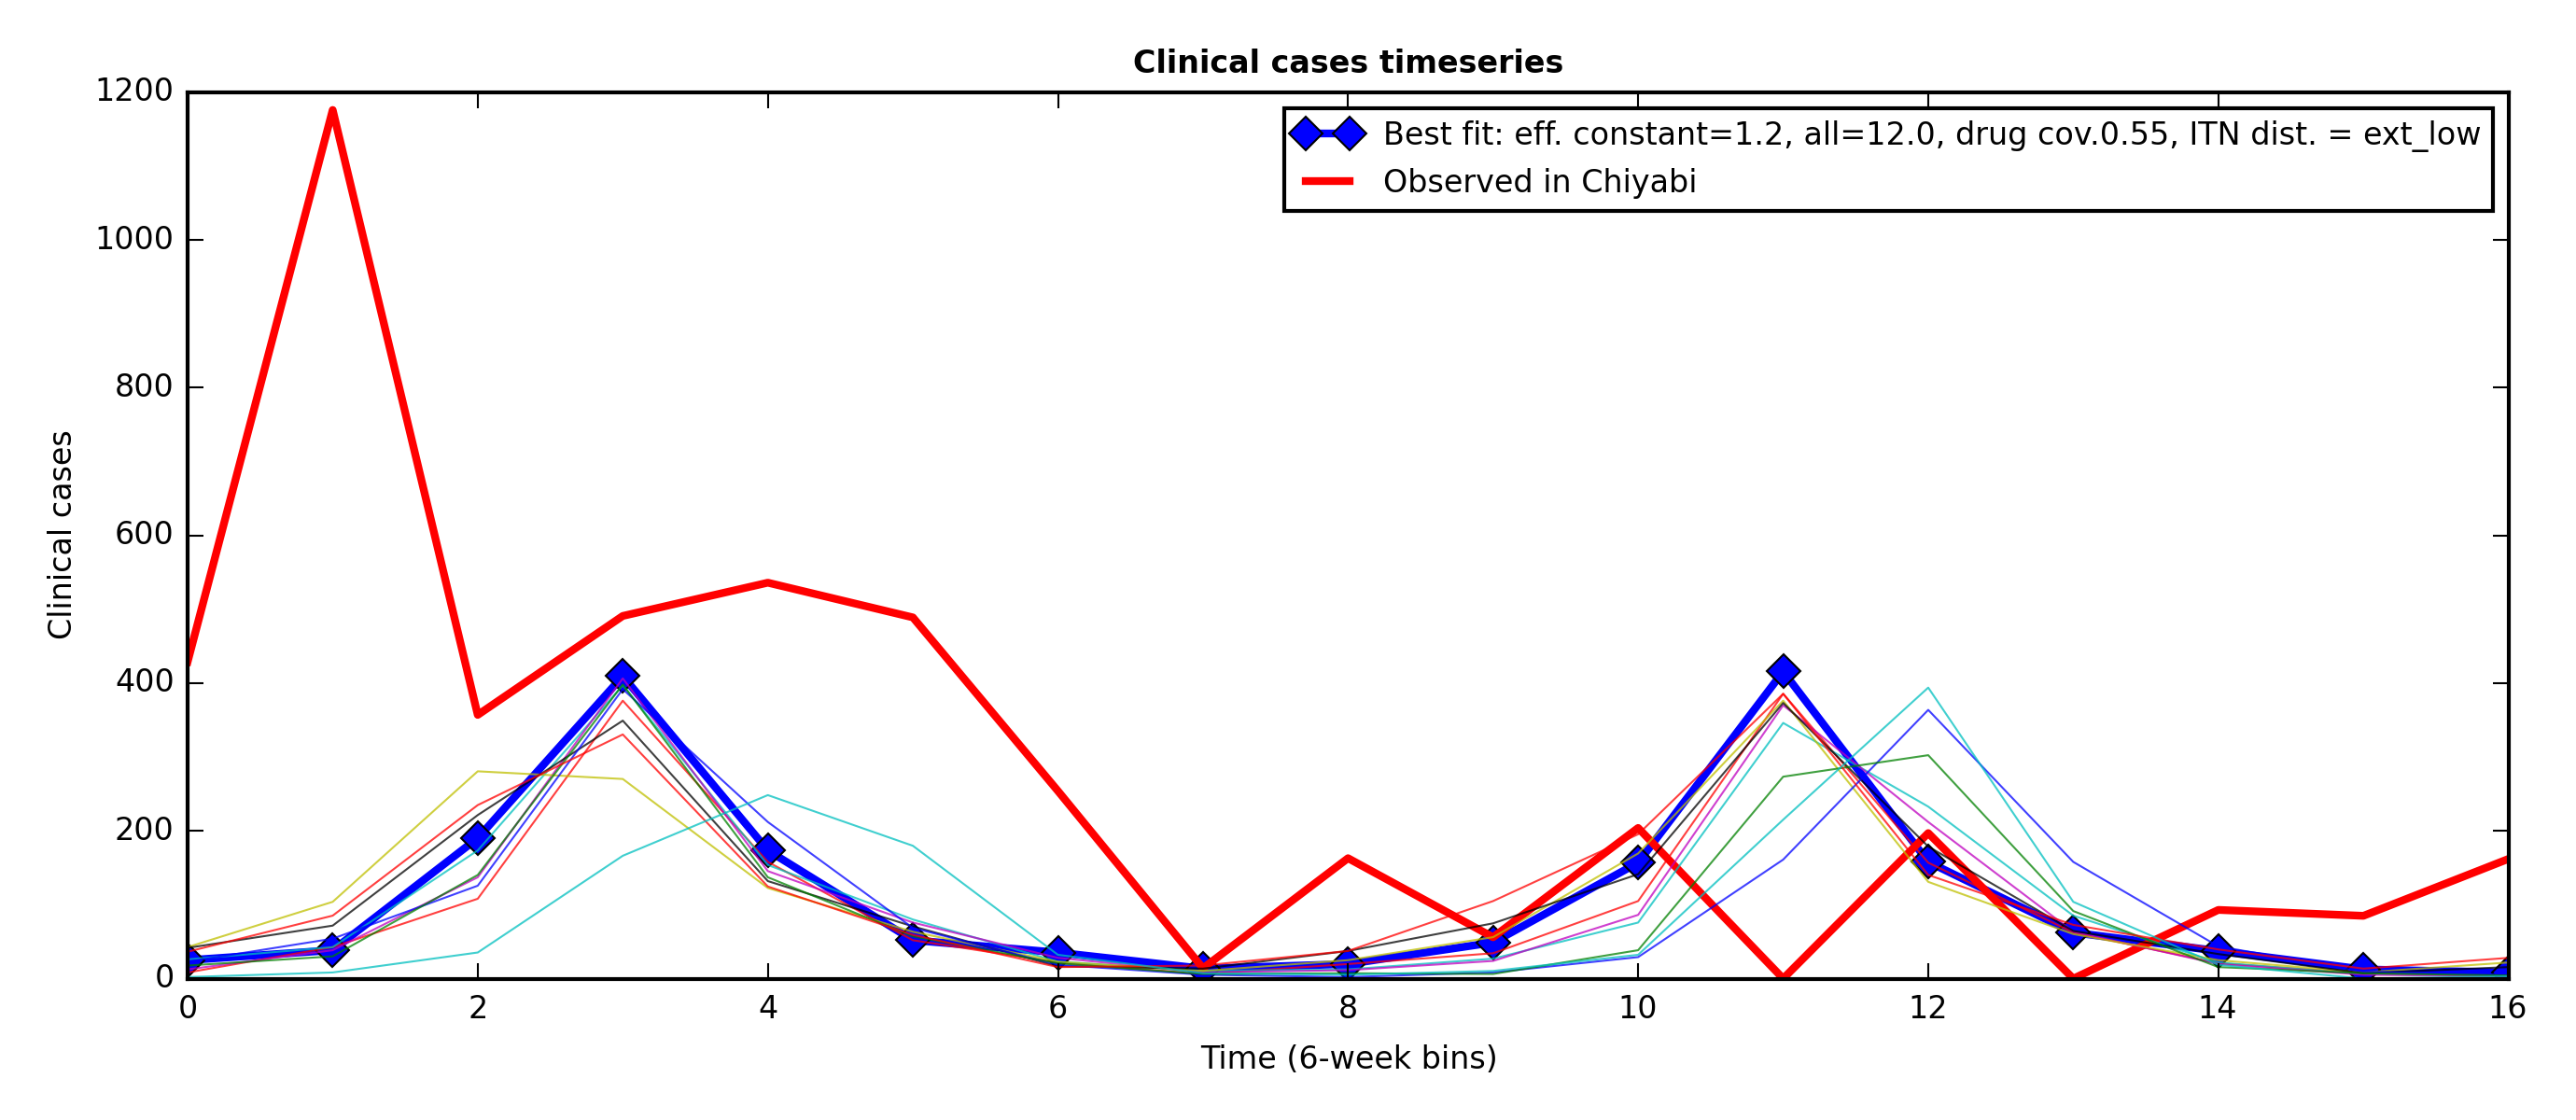 Clinical cases timeseries
1200
1000
800
600
400
200
0
Clinical cases
Best fit: eff. constant=1.2, all=12.0, drug cov.0.55, ITN dist. = ext_low
Observed in Chiyabi
0 2 4 6 8 10 12 14 16
Time (6-week bins)